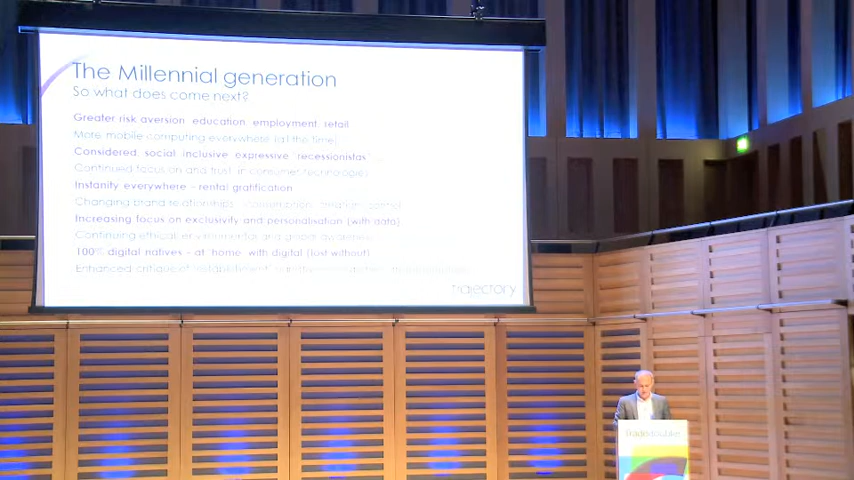 The Millennial generation
So what does come next?
Greater risk aversion education employment retail
More mobile computing everywhere (all the time)
Considered, social inclusive expressive 'recessionistas'
Continued focus on and trust in consumer technologies
Instanity everywhere - rental gratification
Changing brand relationships
Increasing focus on exclusivity and personalisation (with data)
Continuing ethical environmental and global awareness
100% digital natives - at 'home' with digital (lost without)
Enhanced critique of 'establishment'
trajectory